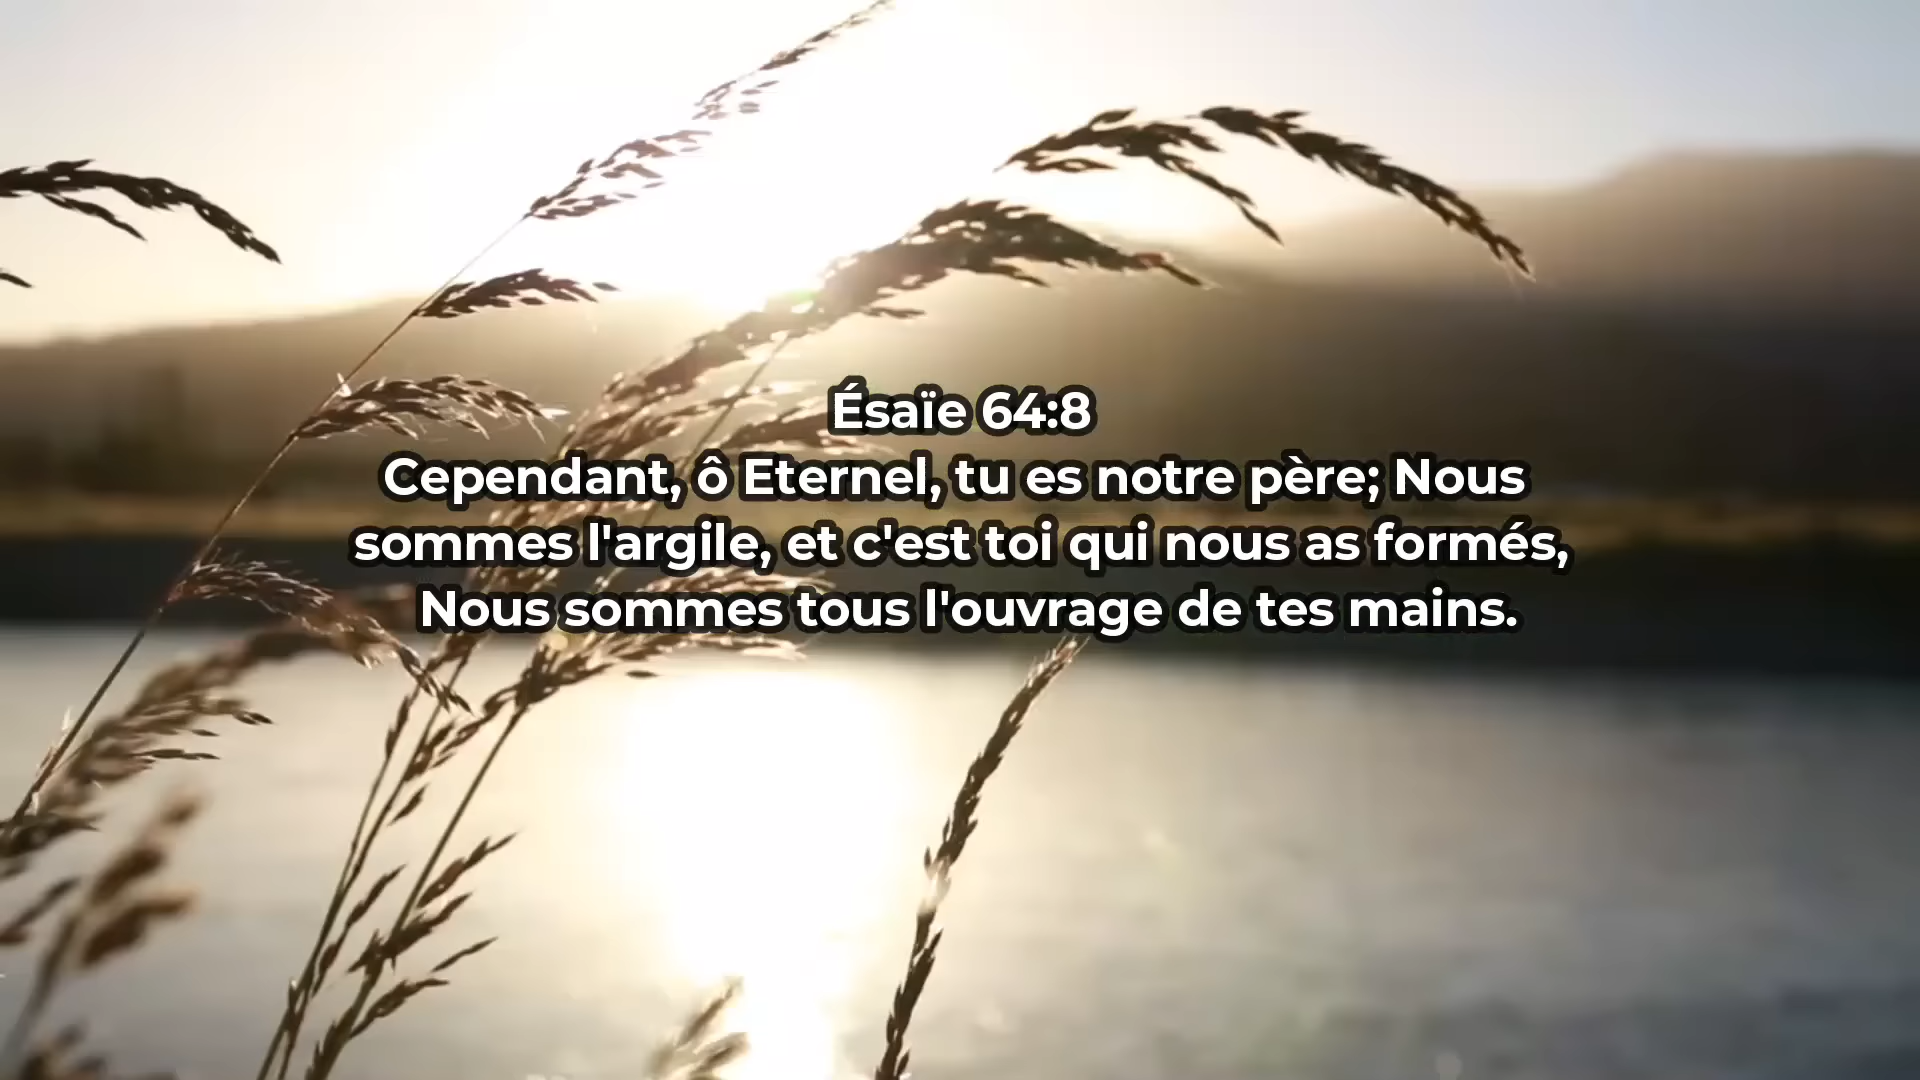 Ésaïe 64:8
Cependant, ô Eternel, tu es notre père; Nous
sommes l'argile, et c'est toi qui nous as formés,
Nous sommes tous l'ouvrage de tes mains.